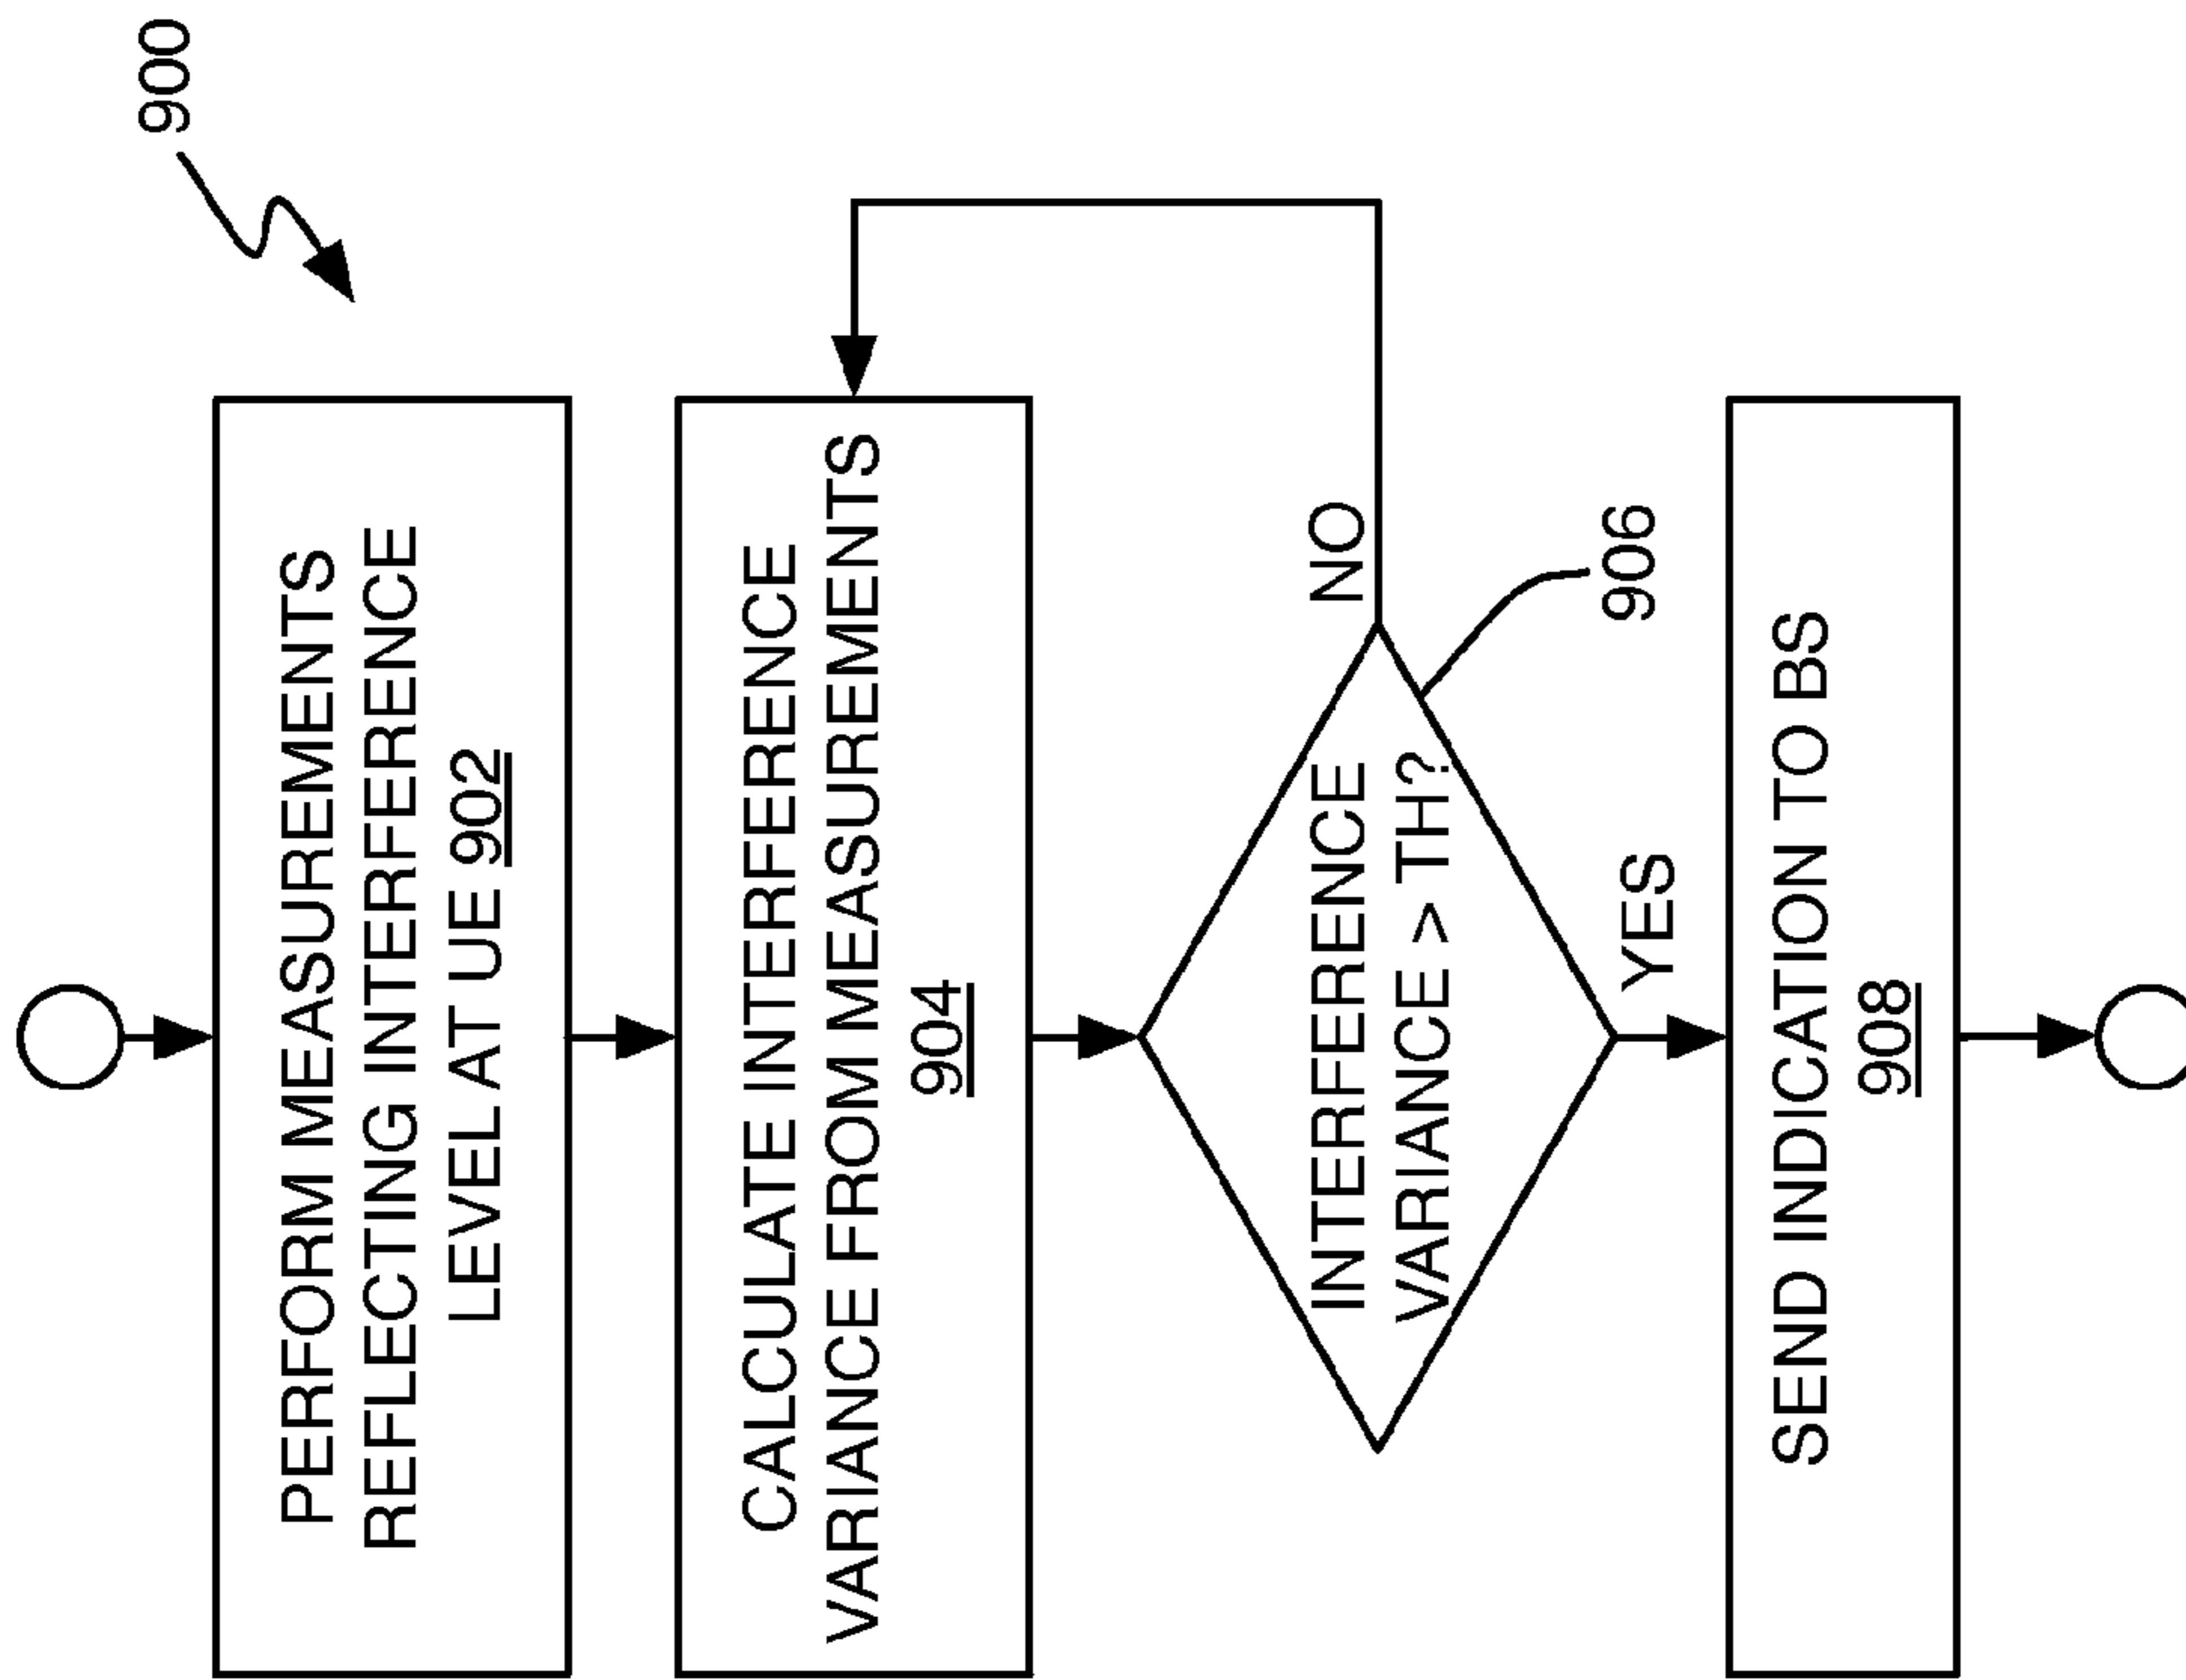 900
PERFORM MEASUREMENTS
REFLECTING INTERFERENCE
LEVEL AT UE 902
CALCULATE INTERFERENCE
VARIANCE FROM MEASUREMENTS
904
INTERFERENCE
VARIANCE > TH?
NO
906
YES
SEND INDICATION TO BS
908